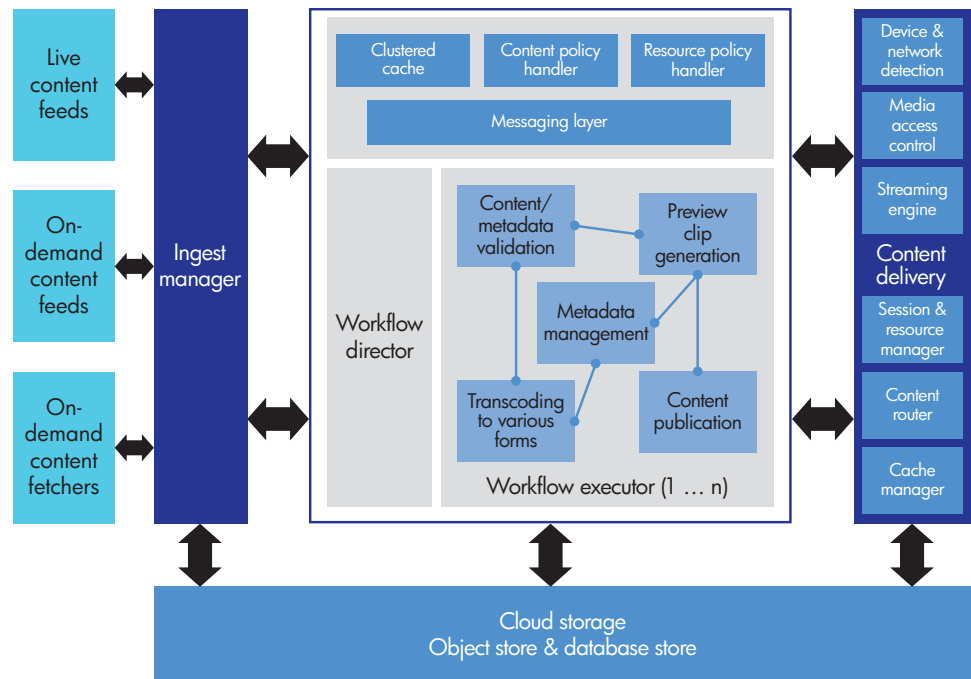 Live
content
feeds
On-
demand
content
feeds
On-
demand
content
fetchers
Ingest
manager
Clustered
cache
Content policy
handler
Resource policy
handler
Messaging layer
Workflow
director
Content/
metadata
validation
Preview
clip
generation
Metadata
management
Transcoding
to various
forms
Content
publication
Workflow executor (1 … n)
Device &
network
detection
Media
access
control
Streaming
engine
Content
delivery
Session &
resource
manager
Content
router
Cache
manager
Cloud storage
Object store & database store